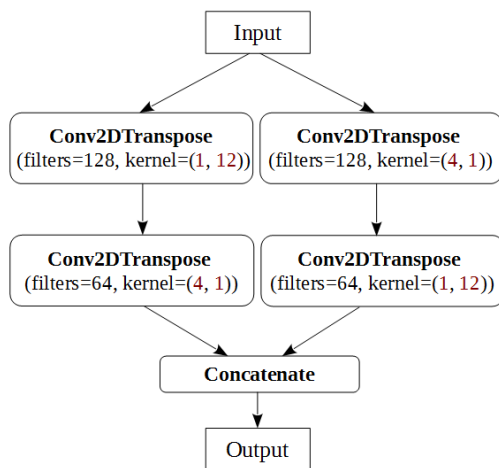 Input
Conv2DTranspose
(filters=128, kernel=(1, 12))
Conv2DTranspose
(filters=128, kernel=(4, 1))
Conv2DTranspose
(filters=64, kernel=(4, 1))
Conv2DTranspose
(filters=64, kernel=(1, 12))
Concatenate
Output